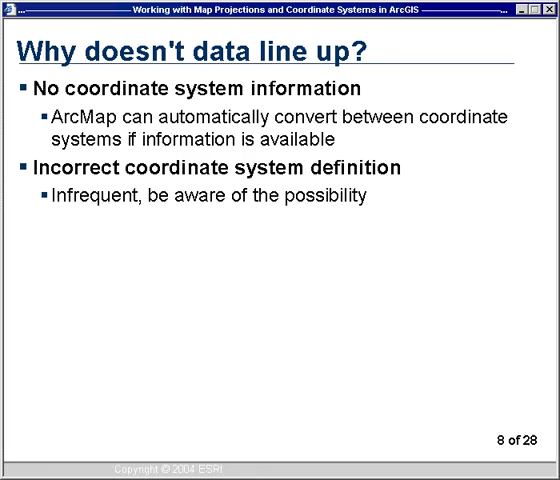 Working with Map Projections and Coordinate Systems in ArcGIS
Why doesn't data line up?
No coordinate system information
ArcMap can automatically convert between coordinate
systems if information is available
Incorrect coordinate system definition
Infrequent, be aware of the possibility
8 of 28
Copyright © 2004 ESRI